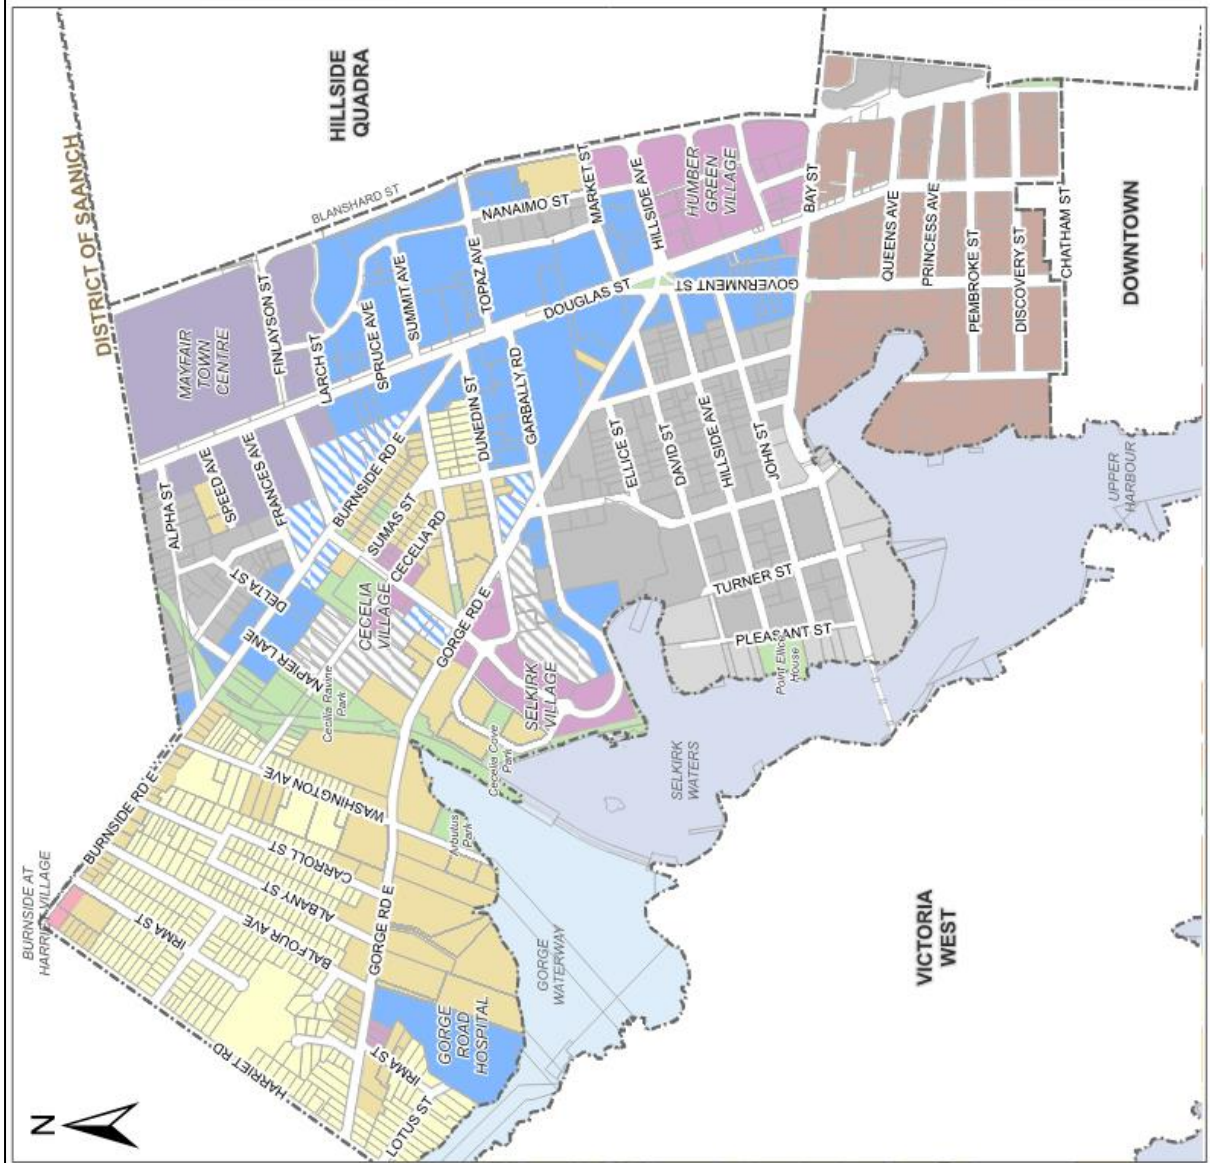 DISTRICT OF SAANICH
HILLSIDE
QUADRA
BLANSHARD ST
MAYFAIR
TOWN
CENTRE
FINLAYSON ST
LARCH ST
SPRUCE AVE
SUMMIT AVE
TOPAZ AVE
NANAIMO ST
MARKET ST
HILLSIDE AVE
HUMBER
GREEN
VILLAGE
BAY ST
QUEENS AVE
PRINCESS AVE
PEMBROKE ST
DISCOVERY ST
CHATHAM ST
DOWNTOWN
DOUGLAS ST
GOVERNMENT ST
ALPHA ST
SPEED AVE
FRANCES AVE
BURNSIDE RD E
DUNEDIN ST
GARBALLY RD
SUMAS ST
CECELIA RD
ELLICE ST
DAVID ST
HILLSIDE AVE
JOHN ST
UPPER
HARBOUR
DELTA ST
NAPIER LANE
CECELIA
VILLAGE
GORGE RD E
TURNER ST
PLEASANT ST
Point Ellice
House
Cecilia Ravine
Park
SELKIRK
VILLAGE
Cecelia Cove
Park
SELKIRK
WATERS
BURNSIDE RD E
WASHINGTON AVE
CARROLL ST
ALBANY ST
BALFOUR AVE
IRMA ST
Arbutus
Park
GORGE RD E
BURNSIDE AT
HARRIET VILLAGE
HARRIET RD
GORGE
WATERWAY
GORGE
ROAD
HOSPITAL
IRMA ST
LOTUS ST
VICTORIA
WEST
N